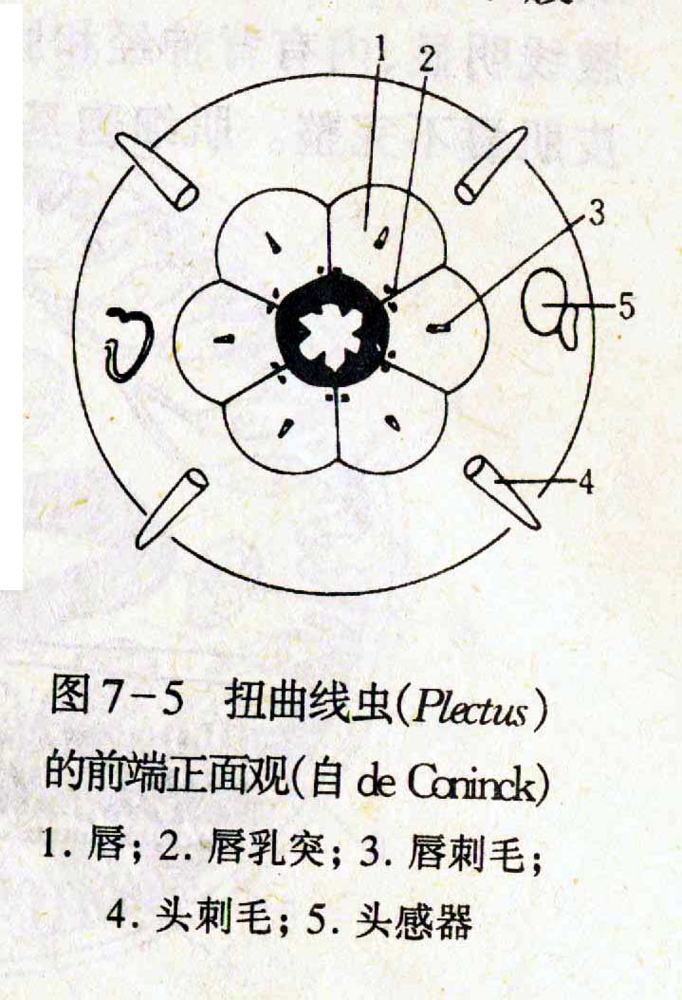 1
2
3
5
4
图 7-5 扭曲线虫(Plectus)
的前端正面观(自 de Coninck)
1. 唇；2. 唇乳突；3. 唇刺毛；
4. 头刺毛；5. 头感器